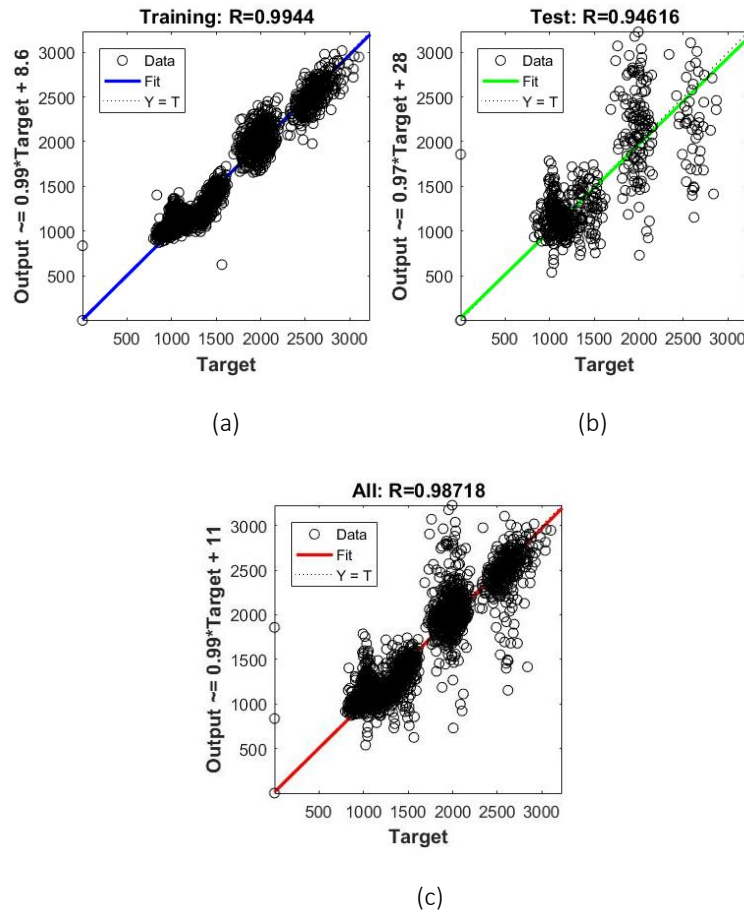 Training: R=0.9944
Output ~= 0.99*Target + 8.6
3000
2500
2000
1500
1000
500
Data
Fit
Y = T
500 1000 1500 2000 2500 3000
Target
(a)
Test: R=0.94616
Output ~= 0.97*Target + 28
3000
2500
2000
1500
1000
500
Data
Fit
Y = T
500 1000 1500 2000 2500 3000
Target
(b)
All: R=0.98718
Output ~= 0.99*Target + 11
3000
2500
2000
1500
1000
500
Data
Fit
Y = T
500 1000 1500 2000 2500 3000
Target
(c)